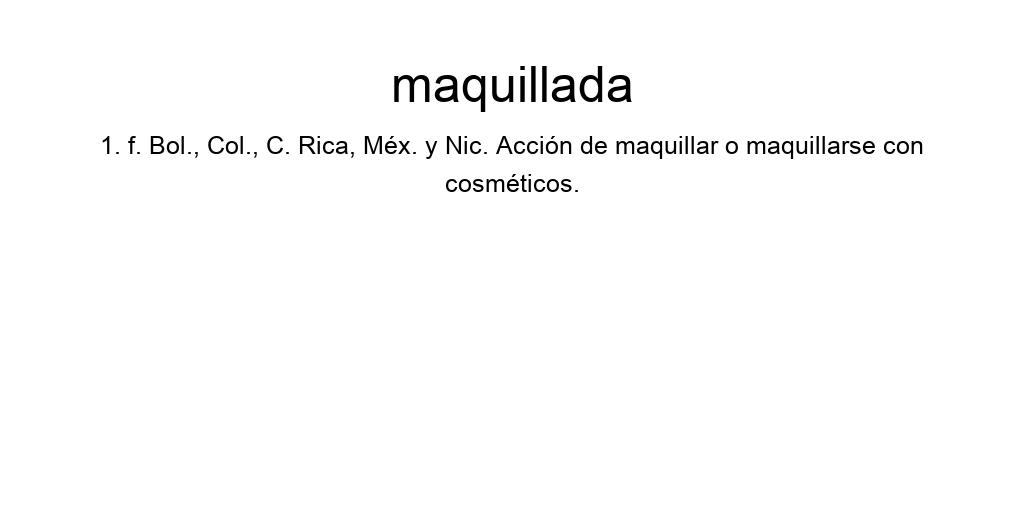 maquillada
1. f. Bol., Col., C. Rica, Méx. y Nic. Acción de maquillar o maquillarse con
cosméticos.